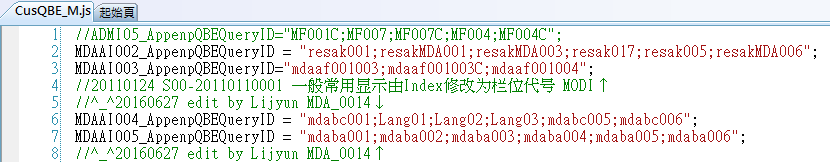 CusQBE_M.js 起始頁
1 //ADMI05_AppenpQBEQueryID="MF001C;MF007;MF007C;MF004;MF004C";
2 MDAAI002_AppenpQBEQueryID = "resak001;resakMDA001;resakMDA003;resak017;resak005;resakMDA006";
3 MDAAI003_AppenpQBEQueryID="mdaaf001003;mdaaf001003C;mdaaf001004";
4 //20110124 S00-20110110001 一般常用显示由Index修改为栏位代号 MODI↑
5 //^_^20160627 edit by Lijyun MDA_0014↓
6 MDAAI004_AppenpQBEQueryID = "mdabc001;Lang01;Lang02;Lang03;mdabc005;mdabc006";
7 MDAAI005_AppenpQBEQueryID = "mdaba001;mdaba002;mdaba003;mdaba004;mdaba005;mdaba006";
8 //^_^20160627 edit by Lijyun MDA_0014↑